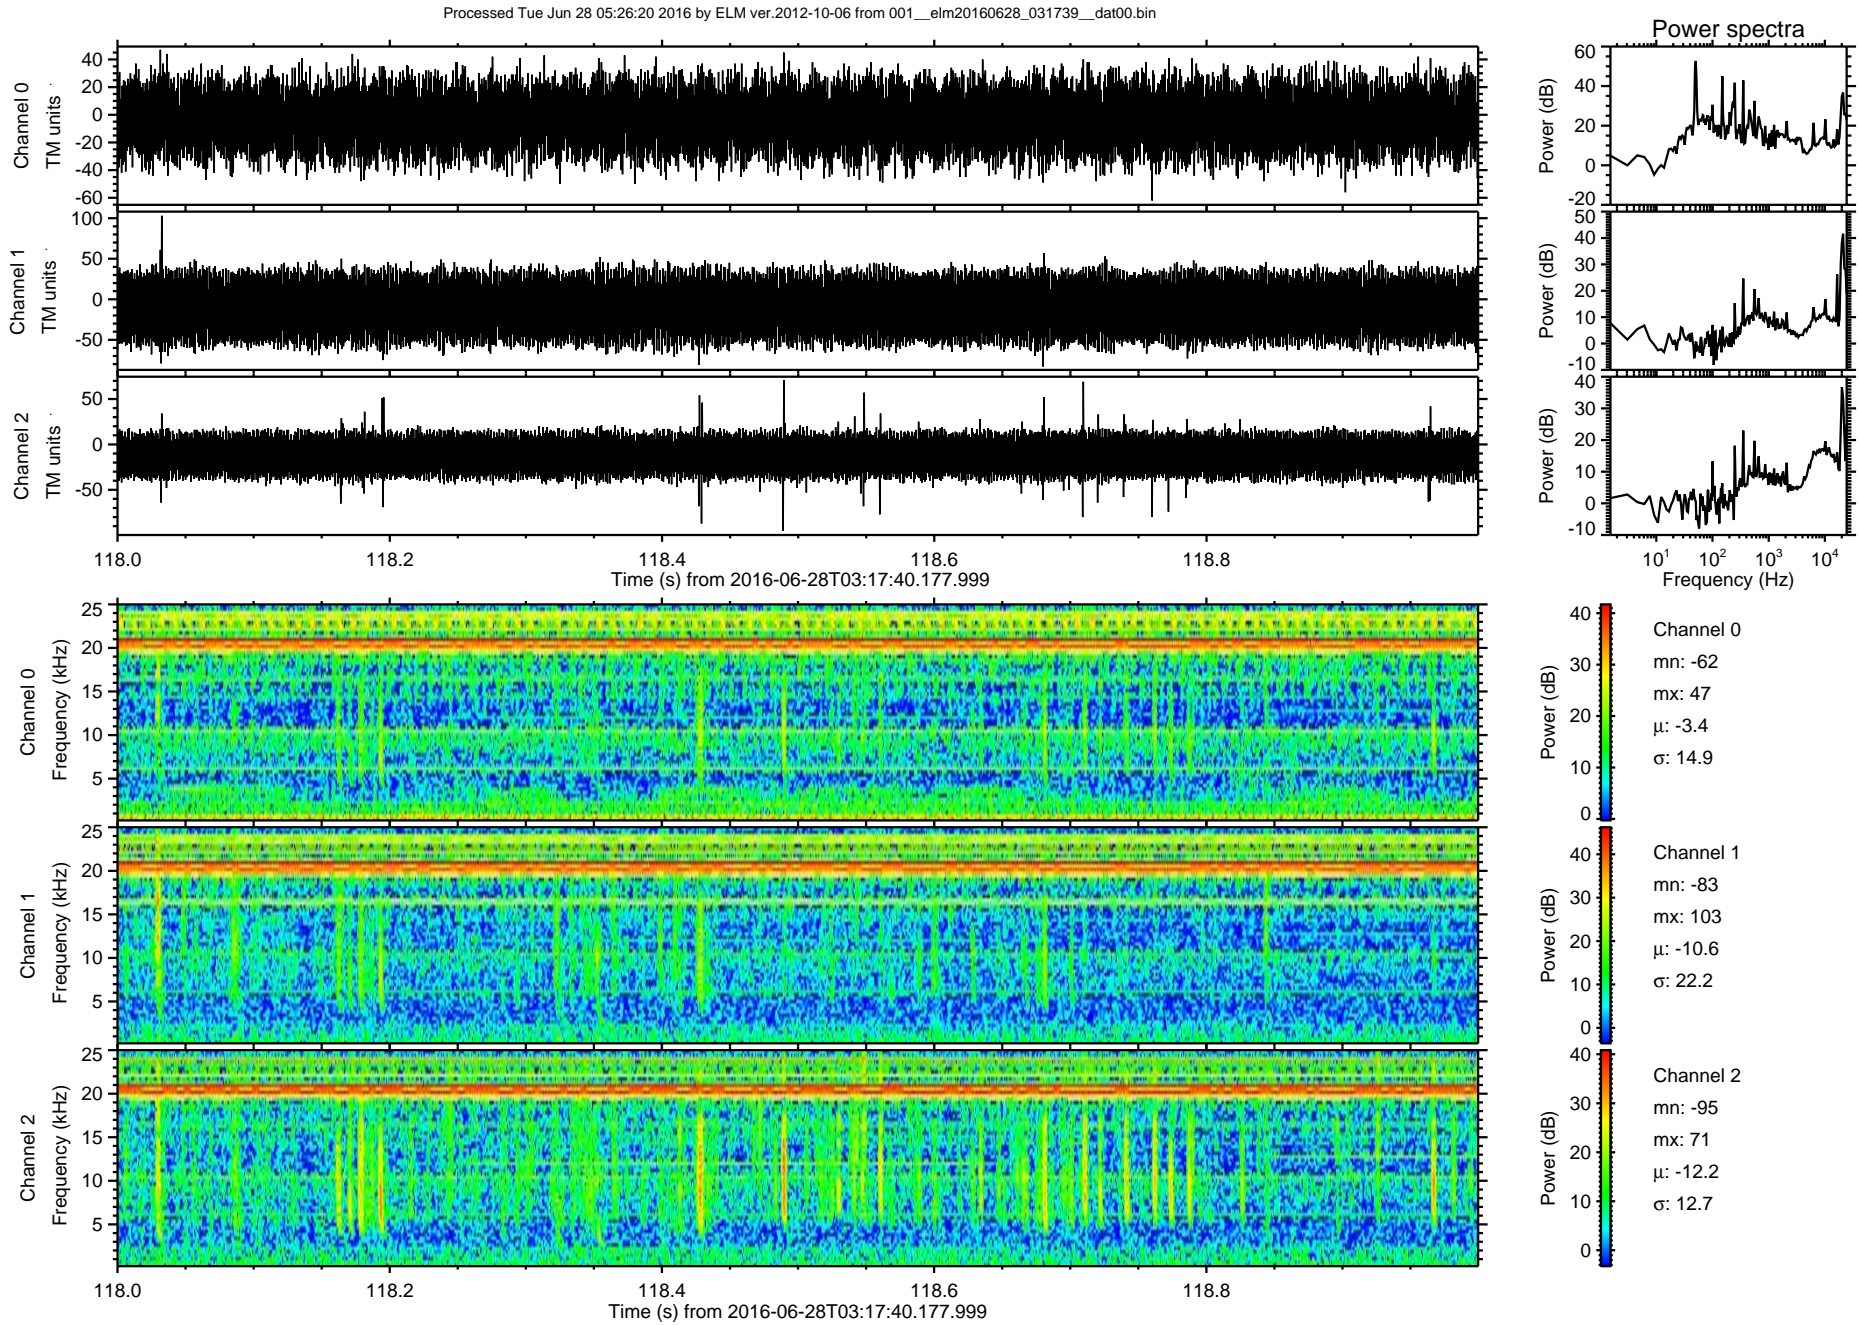 Processed Tue Jun 28 05:26:20 2016 by ELM ver.2012-10-06 from 001__elm20160628_031739__dat00.bin
Power spectra
Channel 0
TM units
40
20
0
-20
-40
-60
Power (dB)
60
40
20
0
-20
Channel 1
TM units
100
50
0
-50
Power (dB)
50
40
30
20
10
0
-10
Channel 2
TM units
50
0
-50
Power (dB)
40
30
20
10
0
-10
118.0 118.2 118.4 118.6 118.8
Time (s) from 2016-06-28T03:17:40.177.999
10¹ 10² 10³ 10⁴
Frequency (Hz)
Channel 0
Frequency (kHz)
25
20
15
10
5
Power (dB)
40
30
20
10
0
Channel 0
mn: -62
mx: 47
μ: -3.4
σ: 14.9
Channel 1
Frequency (kHz)
25
20
15
10
5
Power (dB)
40
30
20
10
0
Channel 1
mn: -83
mx: 103
μ: -10.6
σ: 22.2
Channel 2
Frequency (kHz)
25
20
15
10
5
Power (dB)
40
30
20
10
0
Channel 2
mn: -95
mx: 71
μ: -12.2
σ: 12.7
118.0 118.2 118.4 118.6 118.8
Time (s) from 2016-06-28T03:17:40.177.999